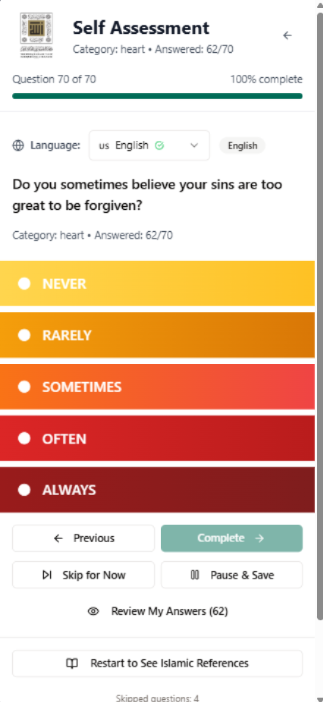 Self Assessment
Category: heart • Answered: 62/70
Question 70 of 70
100% complete
Language:
us English
English
Do you sometimes believe your sins are too
great to be forgiven?
Category: heart • Answered: 62/70
NEVER
RARELY
SOMETIMES
OFTEN
ALWAYS
Previous
Complete
Skip for Now
Pause & Save
Review My Answers (62)
Restart to See Islamic References
Skipped questions: 4